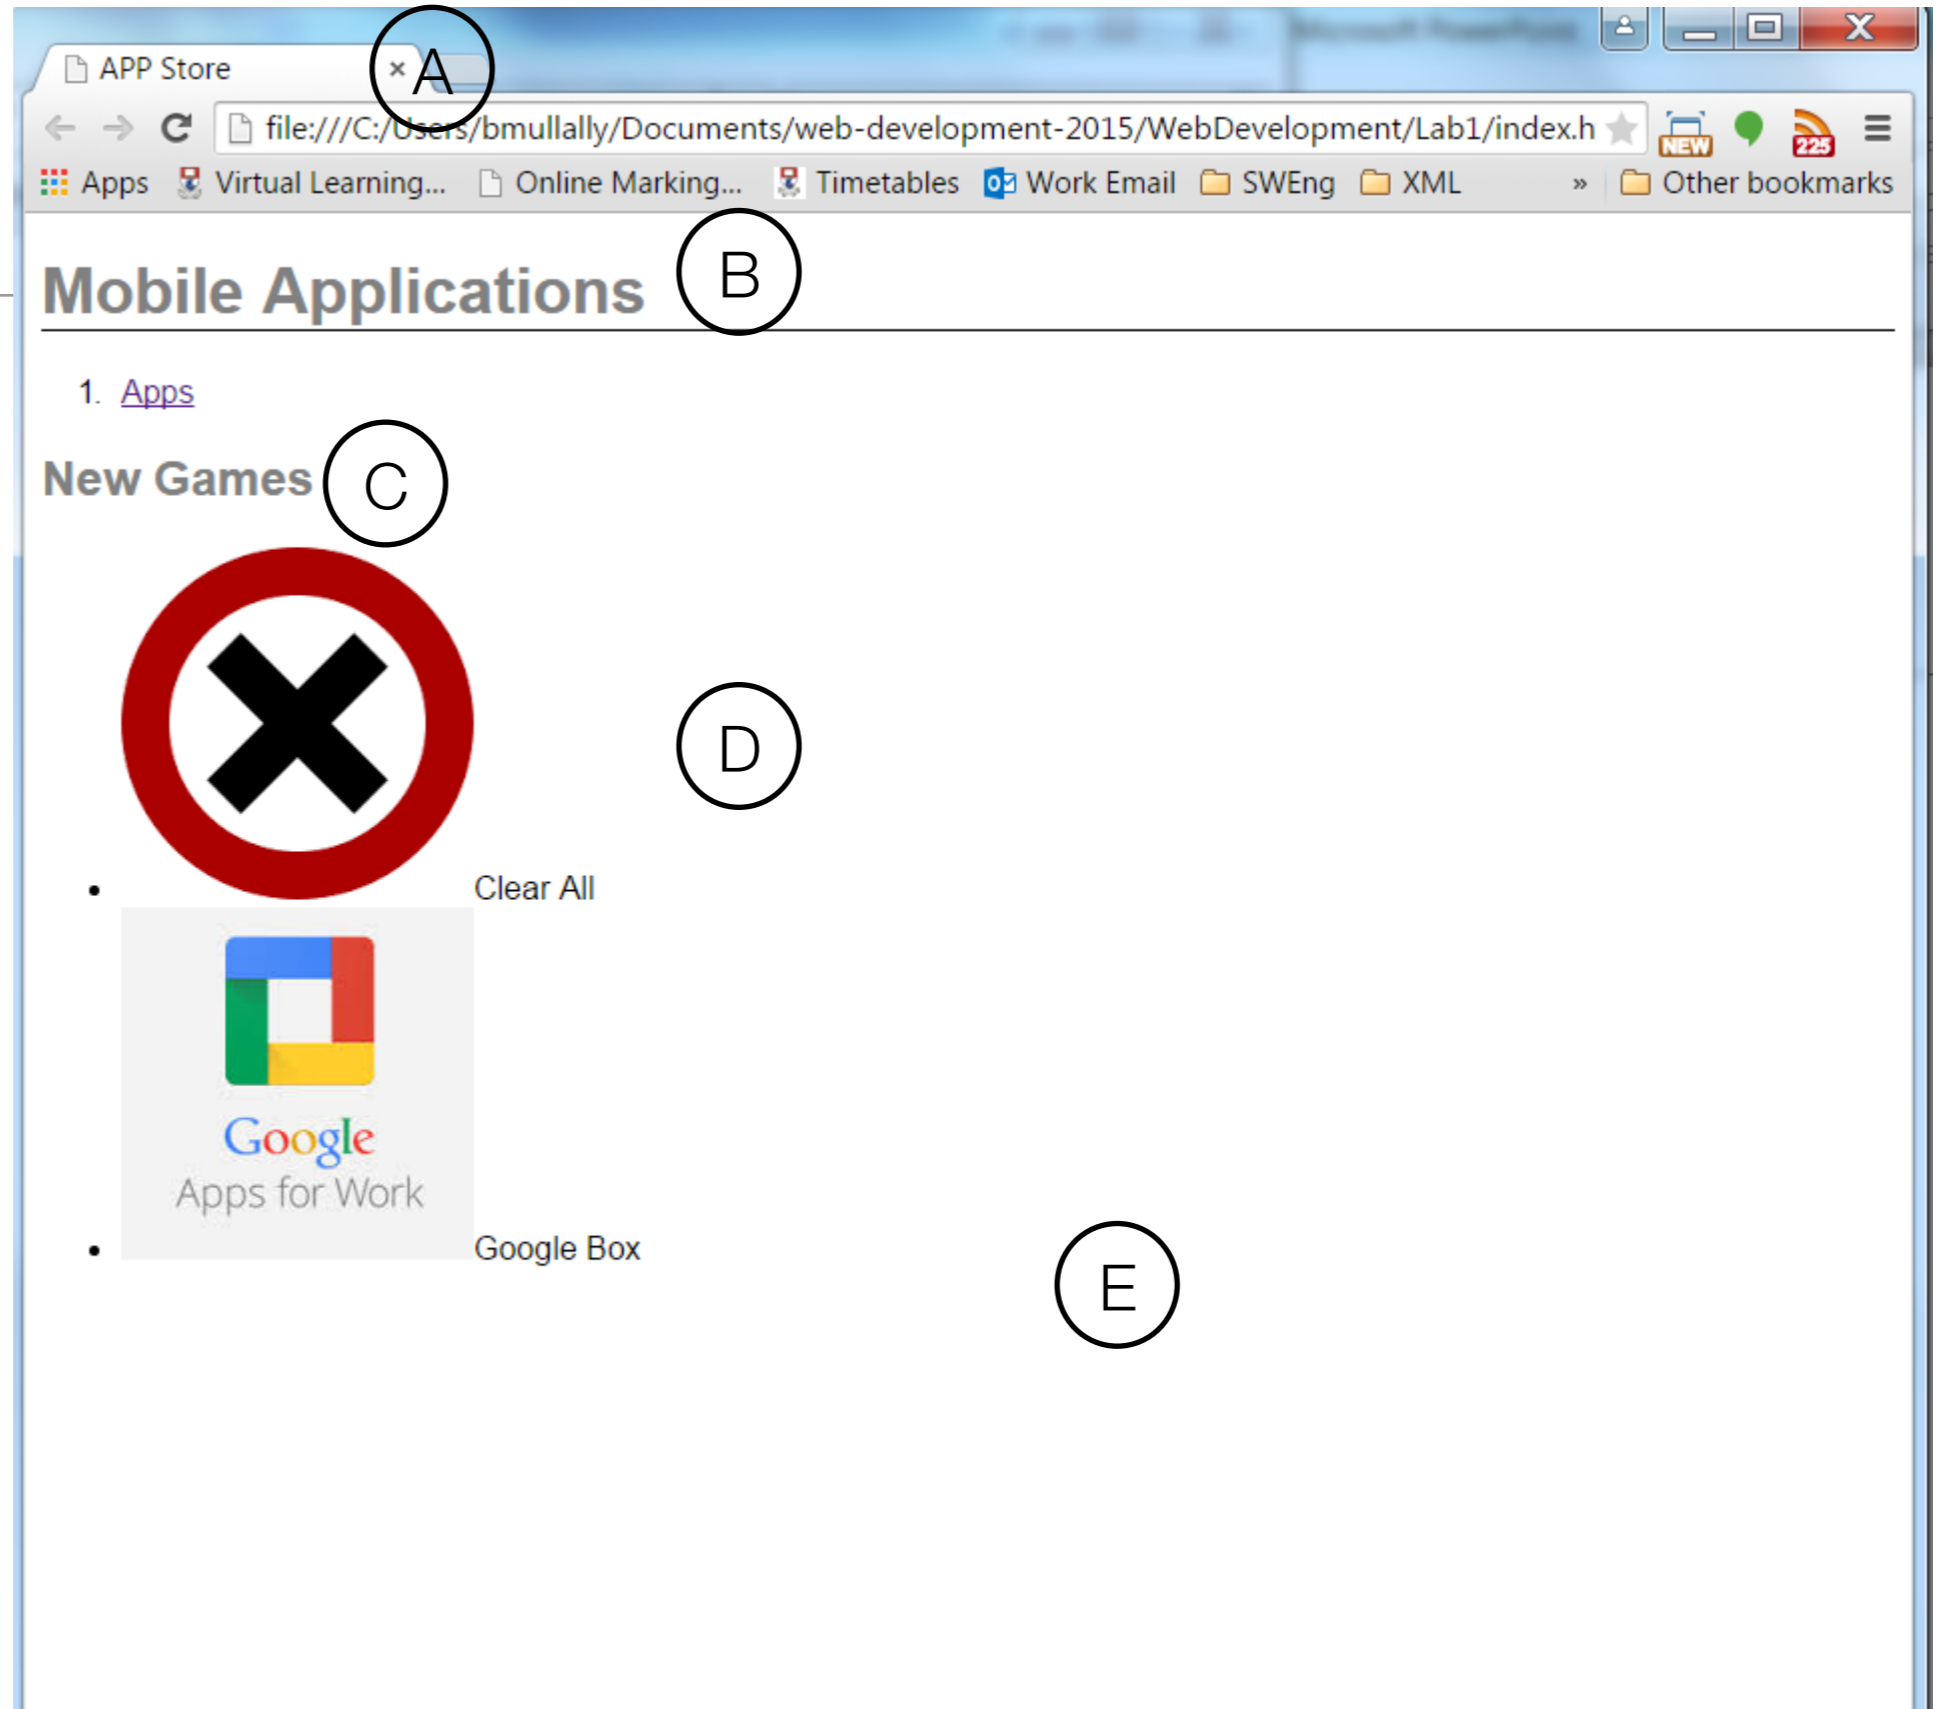 APP Store
A
file:///C:/Users/bmullally/Documents/web-development-2015/WebDevelopment/Lab1/index.h
NEW
225
Apps Virtual Learning... Online Marking... Timetables Work Email SWEng XML » Other bookmarks
Mobile Applications
B
1. Apps
New Games
C
D
• Clear All
Google
Apps for Work
• Google Box
E